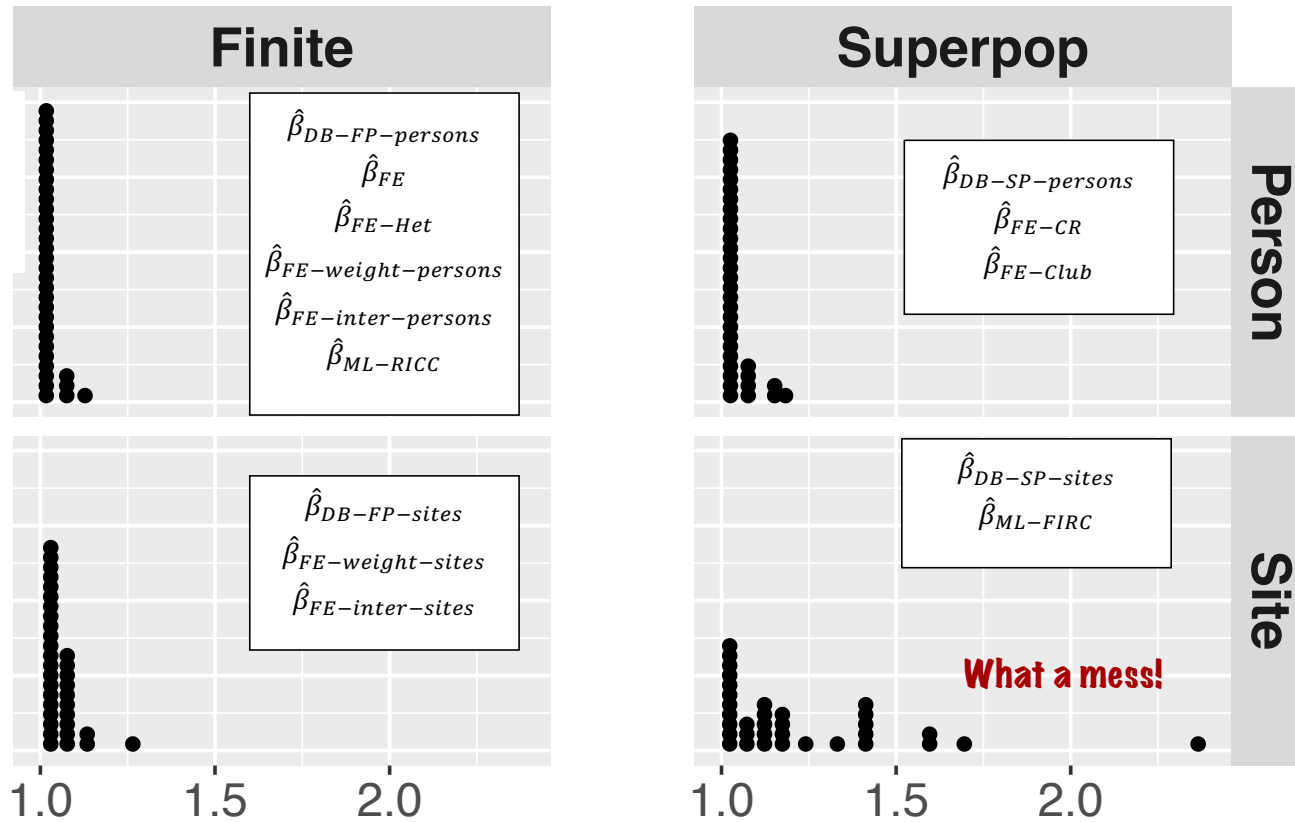 Finite
Superpop
β̂_{DB−FP−persons}
β̂_{FE}
β̂_{FE−Het}
β̂_{FE−weight−persons}
β̂_{FE−inter−persons}
β̂_{ML−RICC}
β̂_{DB−SP−persons}
β̂_{FE−CR}
β̂_{FE−Club}
Person
β̂_{DB−FP−sites}
β̂_{FE−weight−sites}
β̂_{FE−inter−sites}
β̂_{DB−SP−sites}
β̂_{ML−FIRC}
What a mess!
Site
1.0 1.5 2.0
1.0 1.5 2.0